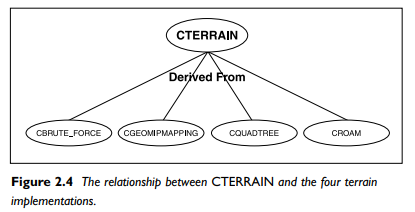 CTERRAIN
Derived From
CBRUTE_FORCE CGEOMIPMAPPING CQUADTREE CROAM
Figure 2.4 The relationship between CTERRAIN and the four terrain
implementations.